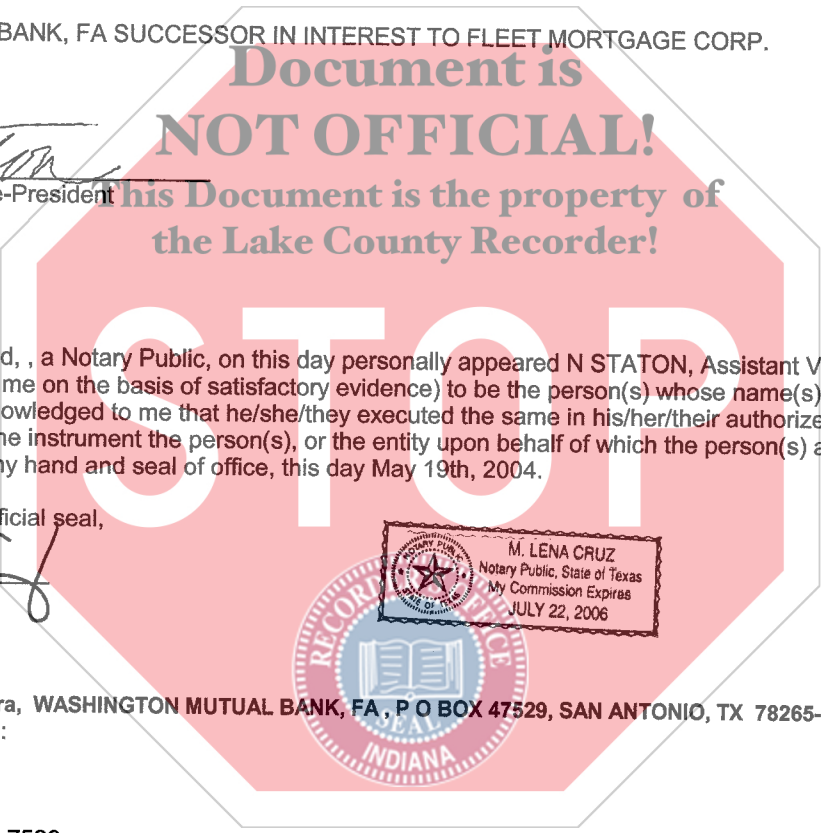 BANK, FA SUCCESSOR IN INTEREST TO FLEET MORTGAGE CORP.
Document is
NOT OFFICIAL!
e-President
This Document is the property of
the Lake County Recorder!
STOP
d, , a Notary Public, on this day personally appeared N STATON, Assistant V
me on the basis of satisfactory evidence) to be the person(s) whose name(s)
owledged to me that he/she/they executed the same in his/her/their authorize
ne instrument the person(s), or the entity upon behalf of which the person(s) a
ny hand and seal of office, this day May 19th, 2004.
ficial seal,
NOTARY PUBLIC
STATE OF TEXAS
M. LENA CRUZ
Notary Public, State of Texas
My Commission Expires
JULY 22, 2006
RECORDER OFFICE
SEAL
INDIANA
ra, WASHINGTON MUTUAL BANK, FA , P O BOX 47529, SAN ANTONIO, TX 78265-
: